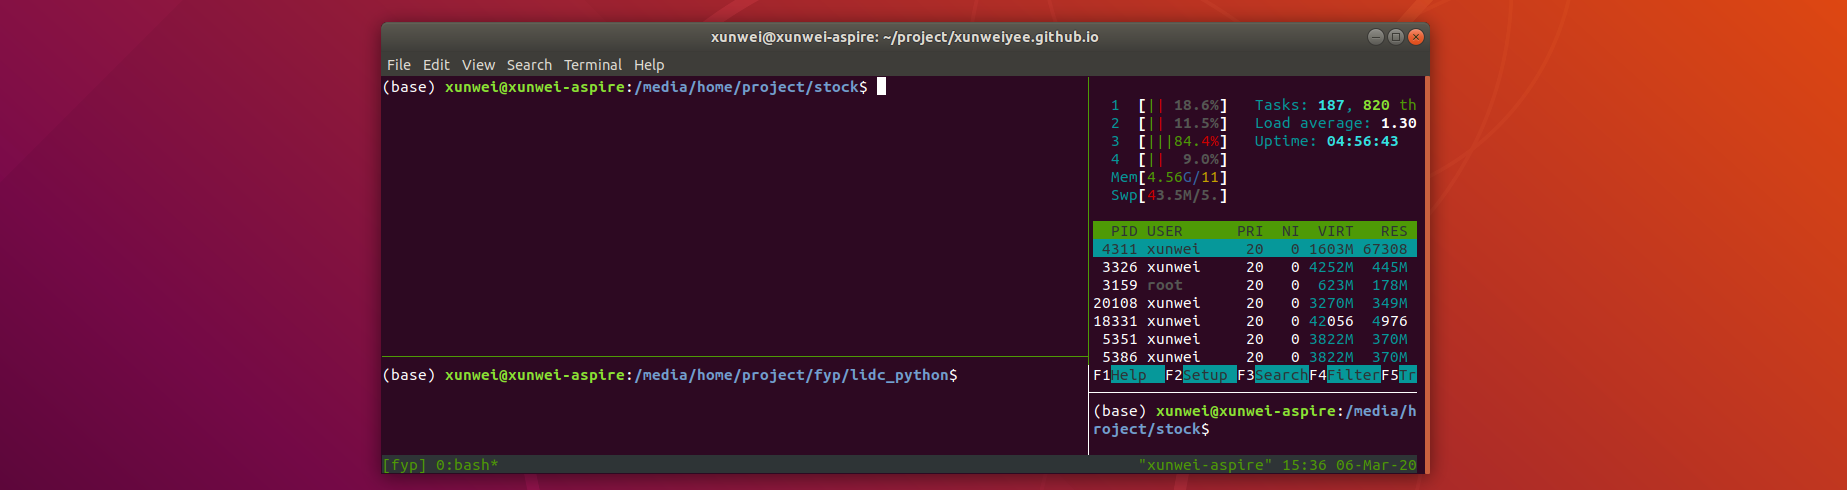 xunwei@xunwei-aspire: ~/project/xunweiyee.github.io
File Edit View Search Terminal Help
(base) xunwei@xunwei-aspire:/media/home/project/stock$
1 [|| 18.6%] Tasks: 187, 820 th
2 [|| 11.5%] Load average: 1.30
3 [|||84.4%] Uptime: 04:56:43
4 [|| 9.0%]
Mem[4.56G/11]
Swp[43.5M/5.]
PID USER PRI NI VIRT RES
4311 xunwei 20 0 1603M 67308
3326 xunwei 20 0 4252M 445M
3159 root 20 0 623M 178M
20108 xunwei 20 0 3270M 349M
18331 xunwei 20 0 42056 4976
5351 xunwei 20 0 3822M 370M
5386 xunwei 20 0 3822M 370M
F1Help F2Setup F3SearchF4FilterF5Tr
(base) xunwei@xunwei-aspire:/media/home/project/fyp/lidc_python$
(base) xunwei@xunwei-aspire:/media/h
roject/stock$
[fyp] 0:bash* "xunwei-aspire" 15:36 06-Mar-20